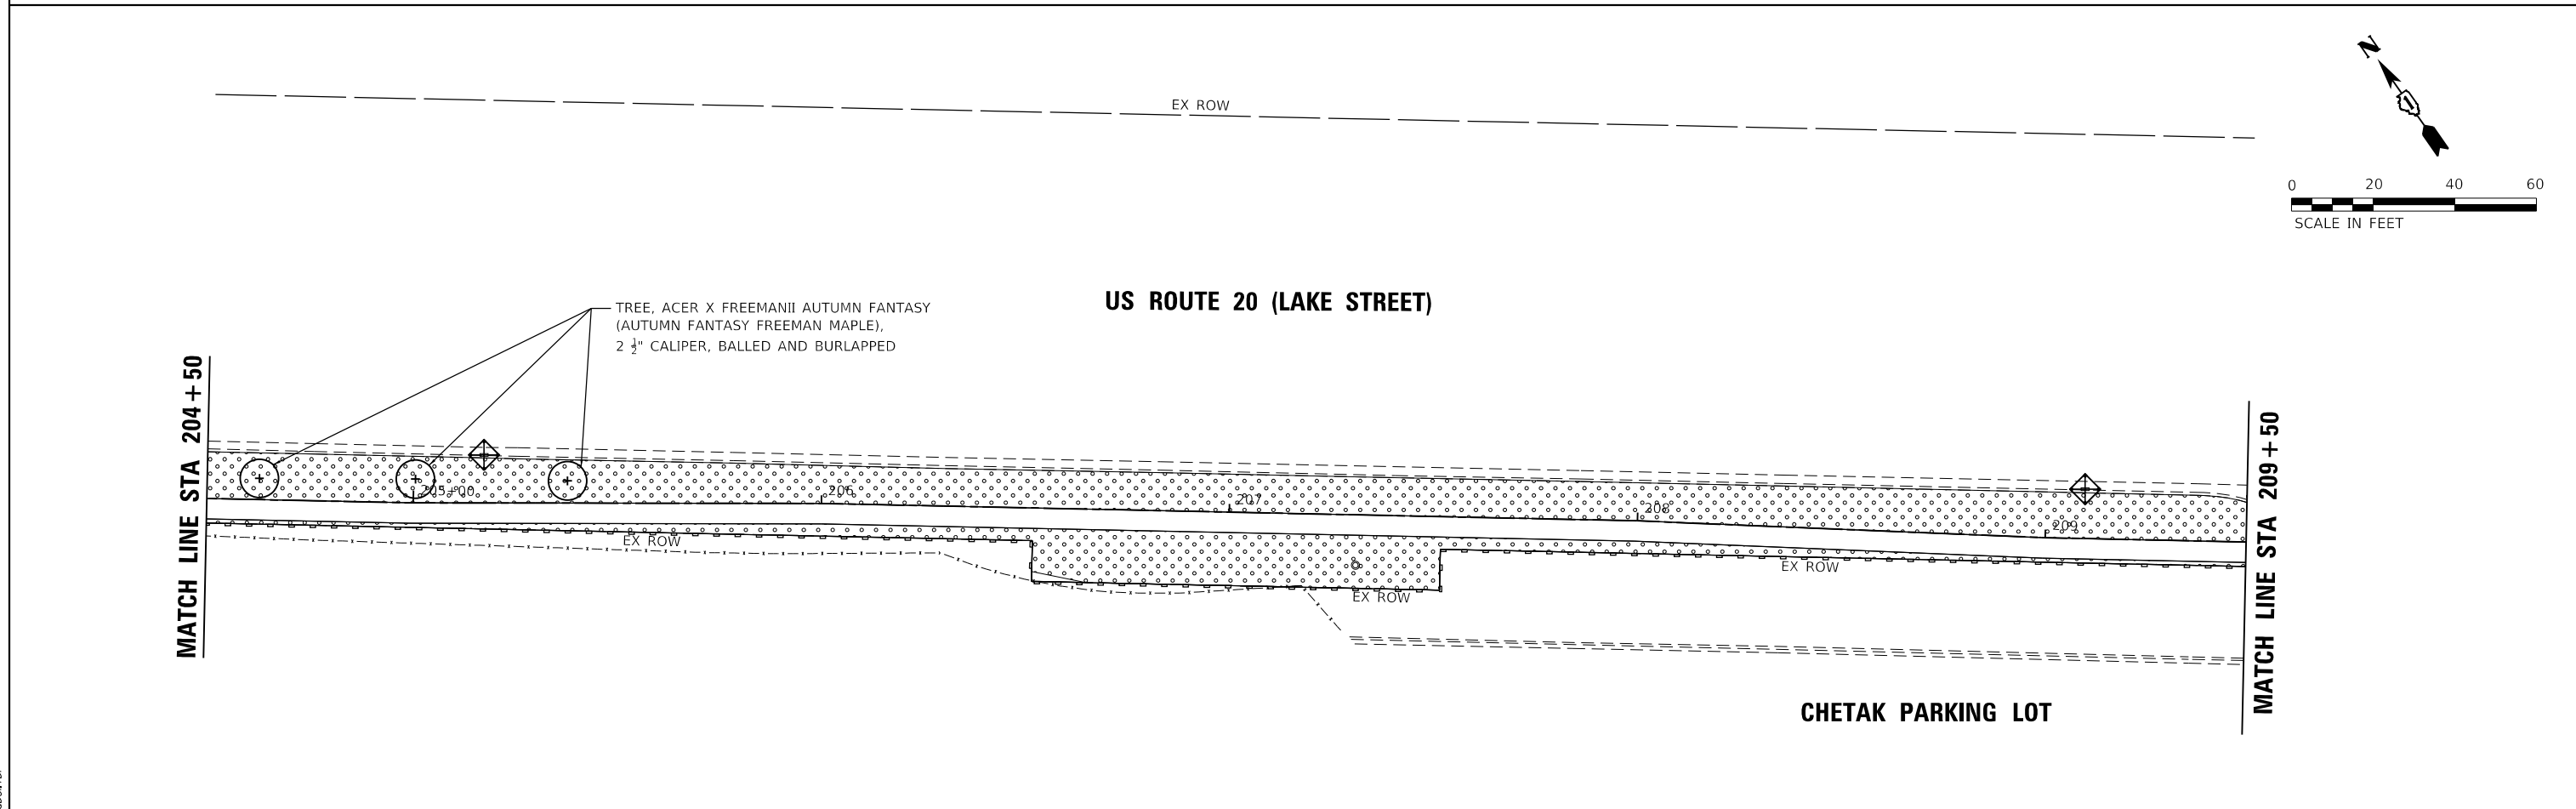 EX ROW
N
0 20 40 60
SCALE IN FEET
US ROUTE 20 (LAKE STREET)
TREE, ACER X FREEMANII AUTUMN FANTASY
(AUTUMN FANTASY FREEMAN MAPLE),
2 1/2" CALIPER, BALLED AND BURLAPPED
MATCH LINE STA 204+50
205+00
206
207
208
209
MATCH LINE STA 209+50
EX ROW
EX ROW
EX ROW
CHETAK PARKING LOT